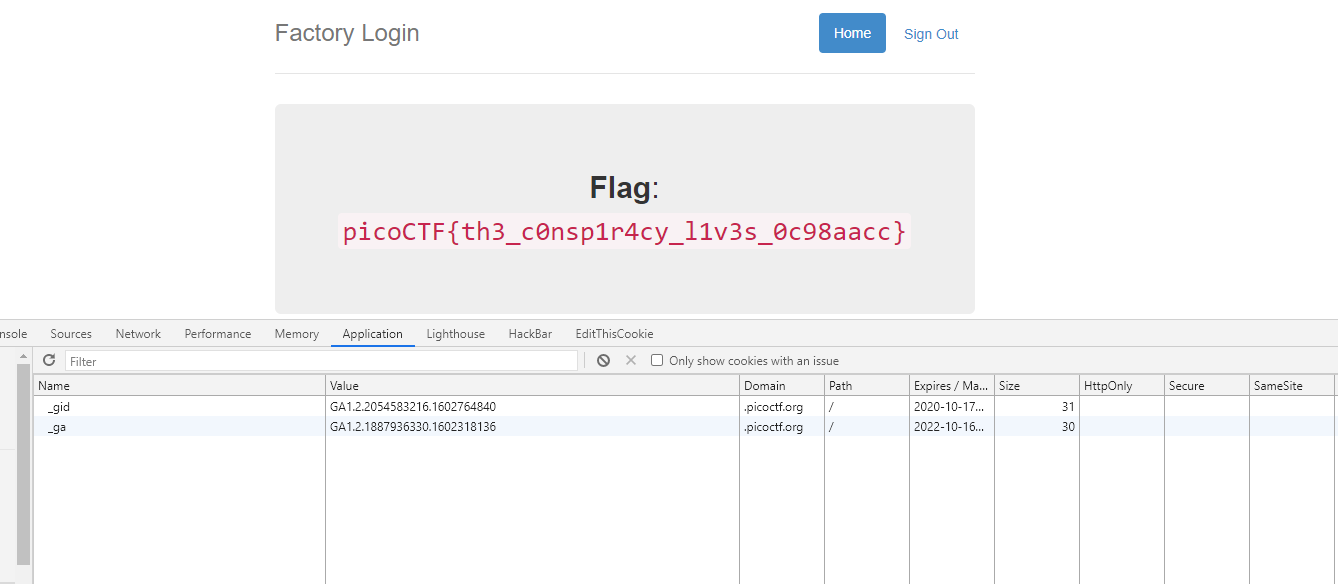 Factory Login
Home Sign Out
Flag:
picoCTF{th3_c0nsp1r4cy_l1v3s_0c98aacc}
nsole Sources Network Performance Memory Application Lighthouse HackBar EditThisCookie
Filter Only show cookies with an issue
Name Value Domain Path Expires / Ma... Size HttpOnly Secure SameSite
_gid GA1.2.2054583216.1602764840 .picoctf.org / 2020-10-17... 31
_ga GA1.2.1887936330.1602318136 .picoctf.org / 2022-10-16... 30